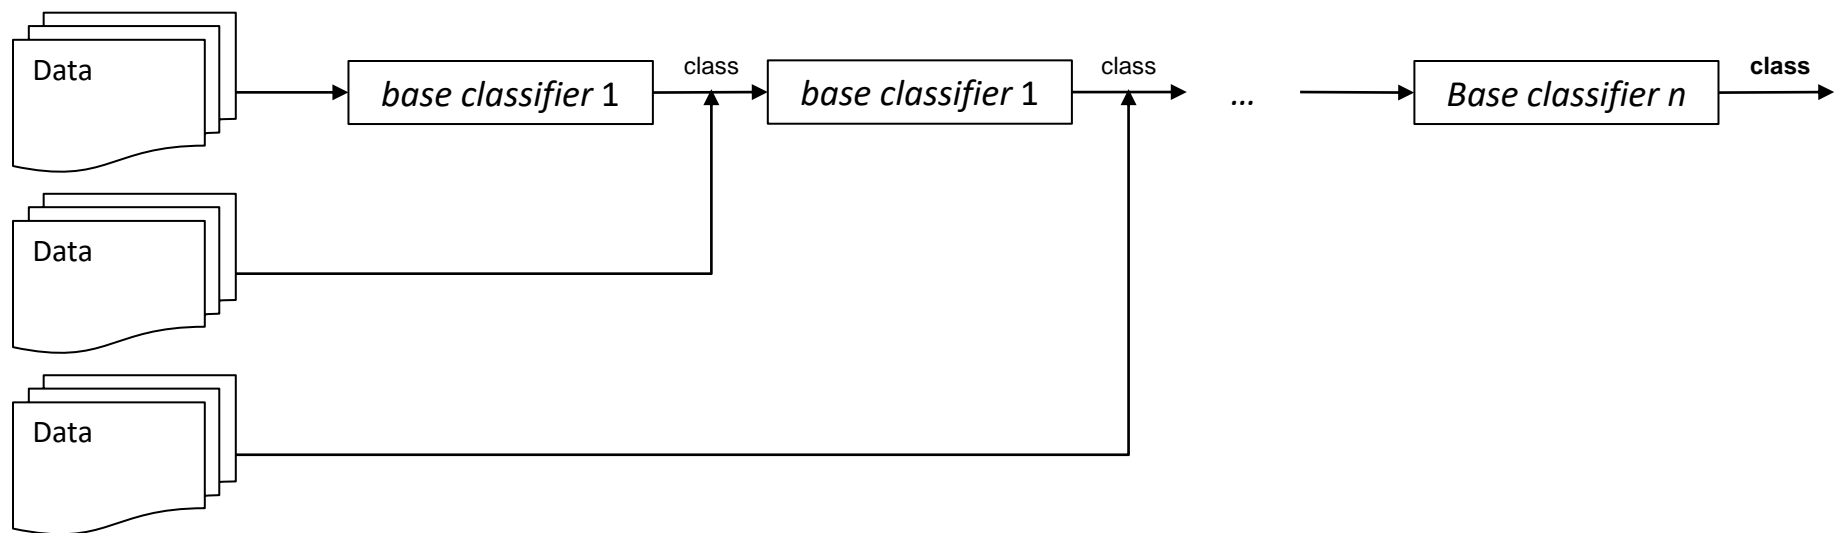 Data
base classifier 1
class
base classifier 1
class
...
Base classifier n
class
Data
Data